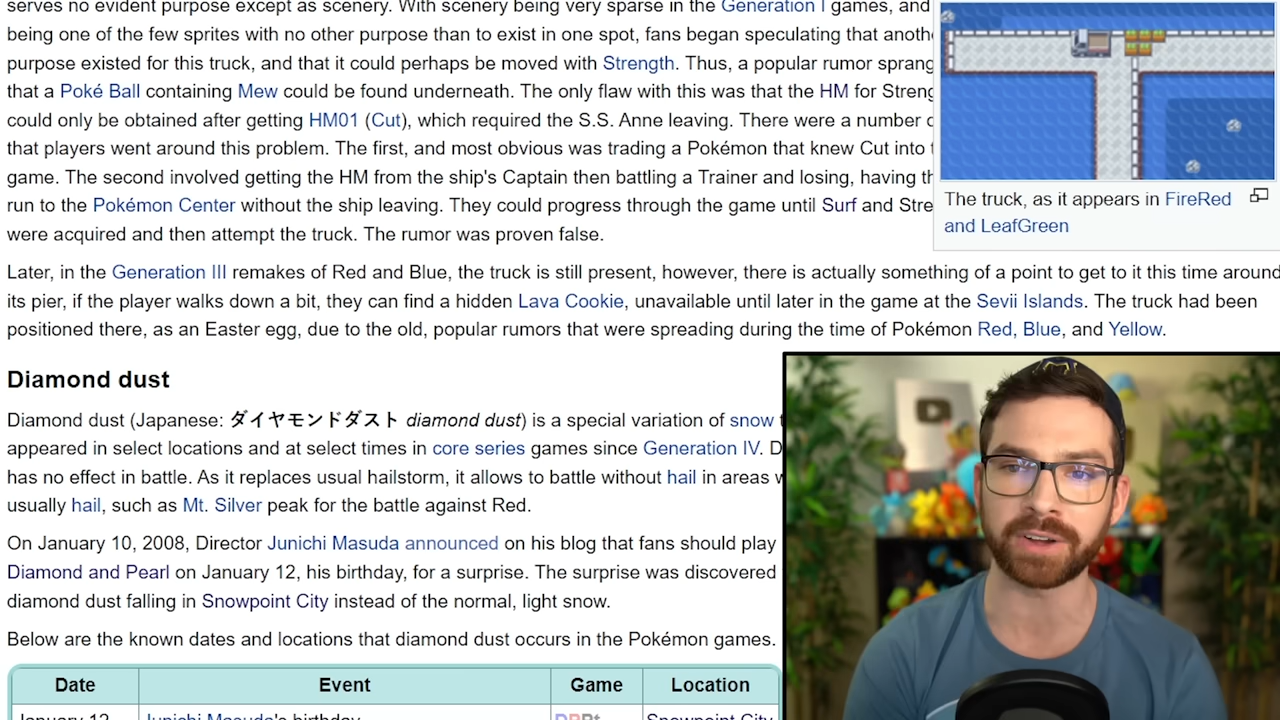 serves no evident purpose except as scenery. With scenery being very sparse in the Generation I games, and
being one of the few sprites with no other purpose than to exist in one spot, fans began speculating that anoth
purpose existed for this truck, and that it could perhaps be moved with Strength. Thus, a popular rumor sprang
that a Poké Ball containing Mew could be found underneath. The only flaw with this was that the HM for Streng
could only be obtained after getting HM01 (Cut), which required the S.S. Anne leaving. There were a number
that players went around this problem. The first, and most obvious was trading a Pokémon that knew Cut into
game. The second involved getting the HM from the ship's Captain then battling a Trainer and losing, having th
run to the Pokémon Center without the ship leaving. They could progress through the game until Surf and Stre
were acquired and then attempt the truck. The rumor was proven false.
The truck, as it appears in FireRed
and LeafGreen
Later, in the Generation III remakes of Red and Blue, the truck is still present, however, there is actually something of a point to get to it this time around
its pier, if the player walks down a bit, they can find a hidden Lava Cookie, unavailable until later in the game at the Sevii Islands. The truck had been
positioned there, as an Easter egg, due to the old, popular rumors that were spreading during the time of Pokémon Red, Blue, and Yellow.
Diamond dust
Diamond dust (Japanese: ダイヤモンドダスト diamond dust) is a special variation of snow
appeared in select locations and at select times in core series games since Generation IV. D
has no effect in battle. As it replaces usual hailstorm, it allows to battle without hail in areas w
usually hail, such as Mt. Silver peak for the battle against Red.
On January 10, 2008, Director Junichi Masuda announced on his blog that fans should play
Diamond and Pearl on January 12, his birthday, for a surprise. The surprise was discovered
diamond dust falling in Snowpoint City instead of the normal, light snow.
Below are the known dates and locations that diamond dust occurs in the Pokémon games.
Date Event Game Location
January 12 Junichi Masuda's birthday DPPt Snowpoint City